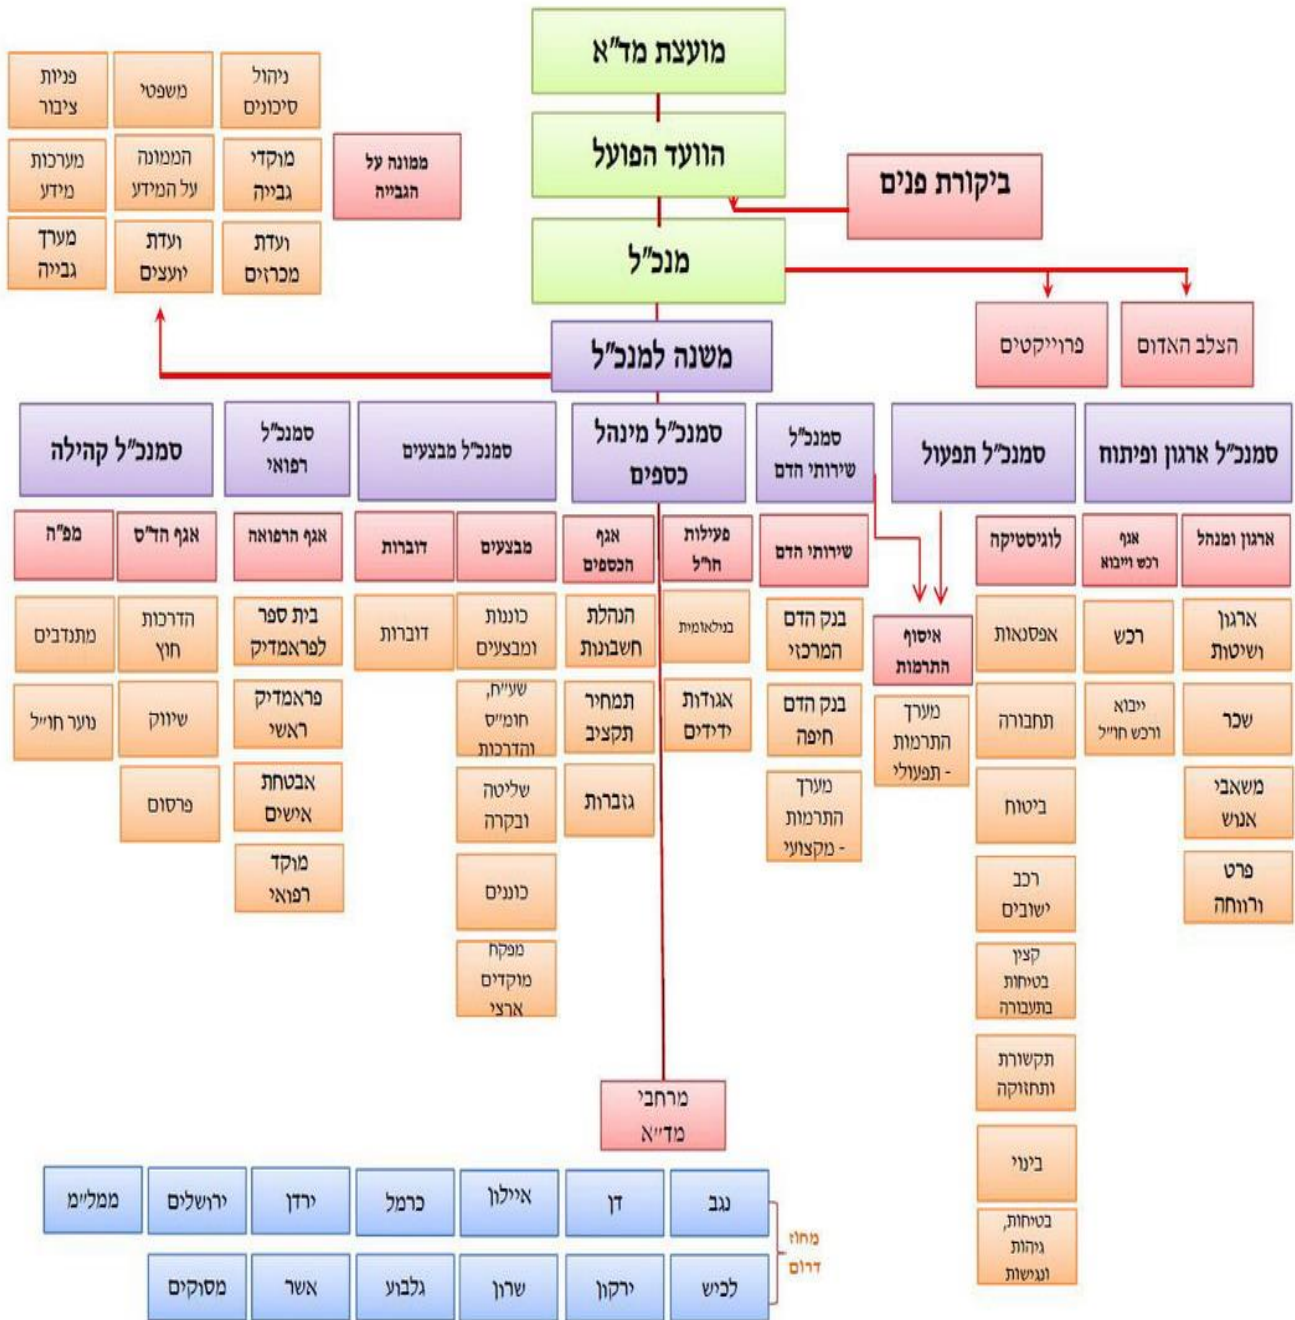 מועצת מד"א
הוועד הפועל
ביקורת פנים
מנכ"ל
הצלב האדום
פרוייקטים
משנה למנכ"ל
ממונה על
הגבייה
ניהול
סיכונים
משפטי
פניות
ציבור
מוקדי
גבייה
הממונה
על המידע
מערכות
מידע
ועדת
מכרזים
ועדת
יועצים
מערך
גבייה
סמנכ"ל ארגון ופיתוח
סמנכ"ל תפעול
סמנכ"ל
שירותי הדם
סמנכ"ל מינהל
כספים
סמנכ"ל מבצעים
סמנכ"ל
רפואי
סמנכ"ל קהילה
ארגון ומנהל
ארגון
ושיטות
שכר
משאבי
אנוש
פרט
ורווחה
אגף
רכש וייבוא
רכש
ייבוא
ורכש חו"ל
לוגיסטיקה
אפסנאות
תחבורה
ביטוח
רכב
ישובים
קצין
בטיחות
בתעבורה
תקשורת
ותחזוקה
בינוי
בטיחות,
גיהות
ונגישות
איסוף
התרמות
מערך
התרמות
- תפעולי
שירותי הדם
בנק הדם
המרכזי
בנק הדם
חיפה
מערך
התרמות
- מקצועי
פעילות
חו"ל
בינלאומית
אגודות
ידידים
אגף
הכספים
הנהלת
חשבונות
תמחיר
תקציב
גזברות
מבצעים
כוננות
ומבצעים
שע"ח,
חומ"ס
והדרכות
שליטה
ובקרה
כוננים
מפקח
מוקדים
ארצי
דוברות
דוברות
אגף הרפואה
בית ספר
לפראמדיק
פראמדיק
ראשי
אבטחת
אישים
מוקד
רפואי
אגף הד"ס
הדרכות
חוץ
שיווק
פרסום
מפ"ה
מתנדבים
נוער חו"ל
מרחבי
מד"א
מחוז
דרום
נגב
דן
איילון
כרמל
ירדן
ירושלים
ממל"מ
לכיש
ירקון
שרון
גלבוע
אשר
מסוקים